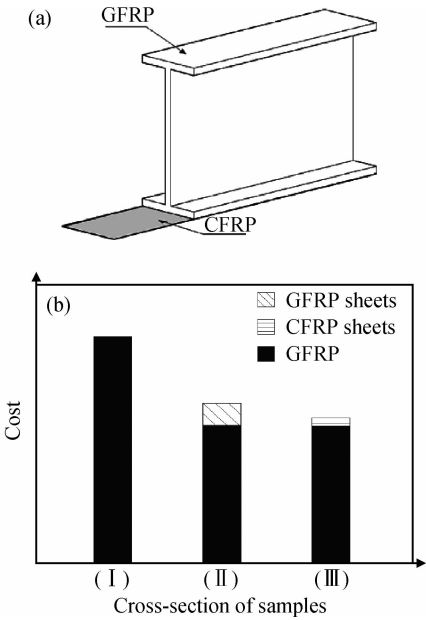 (a)
GFRP
CFRP
(b)
GFRP sheets
CFRP sheets
GFRP
Cost
(Ⅰ) (Ⅱ) (Ⅲ)
Cross-section of samples